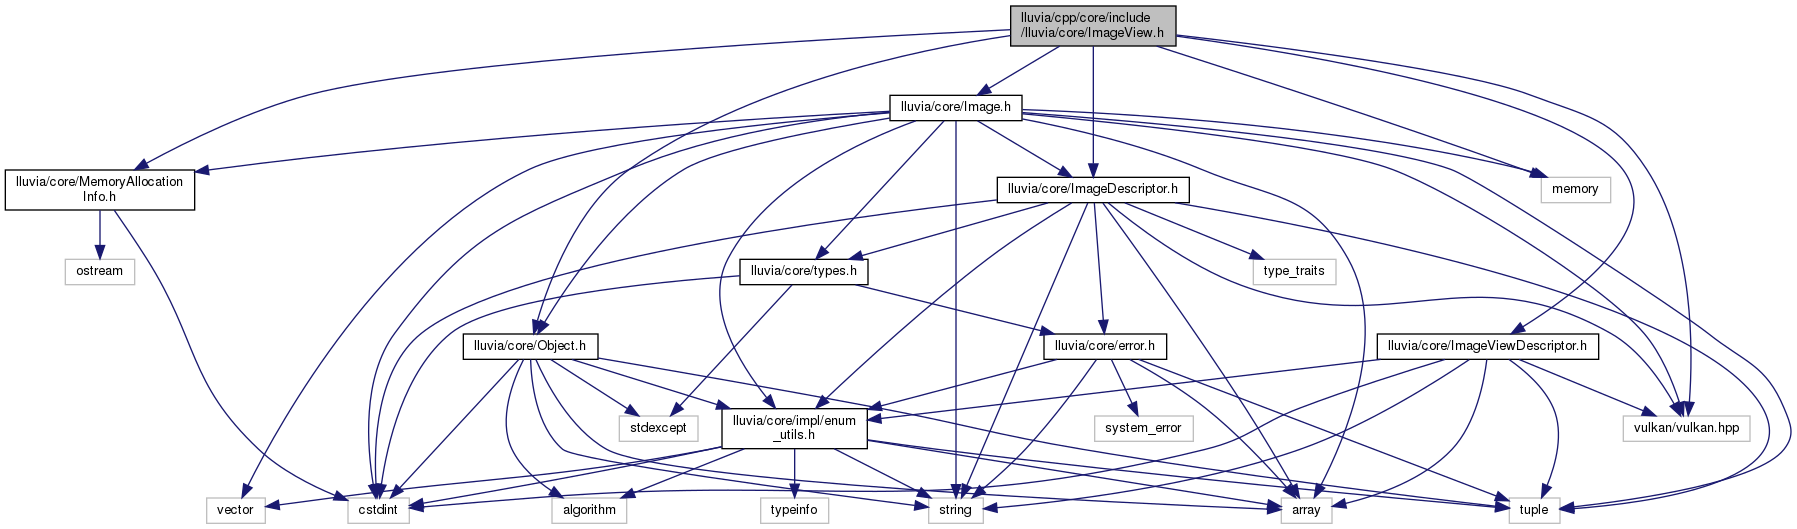 lluvia/cpp/core/include
/lluvia/core/ImageView.h
lluvia/core/Image.h
lluvia/core/MemoryAllocation
Info.h
lluvia/core/ImageDescriptor.h
memory
ostream
lluvia/core/types.h
type_traits
lluvia/core/Object.h
lluvia/core/error.h
lluvia/core/ImageViewDescriptor.h
stdexcept
lluvia/core/impl/enum
_utils.h
system_error
vulkan/vulkan.hpp
vector
cstdint
algorithm
typeinfo
string
array
tuple